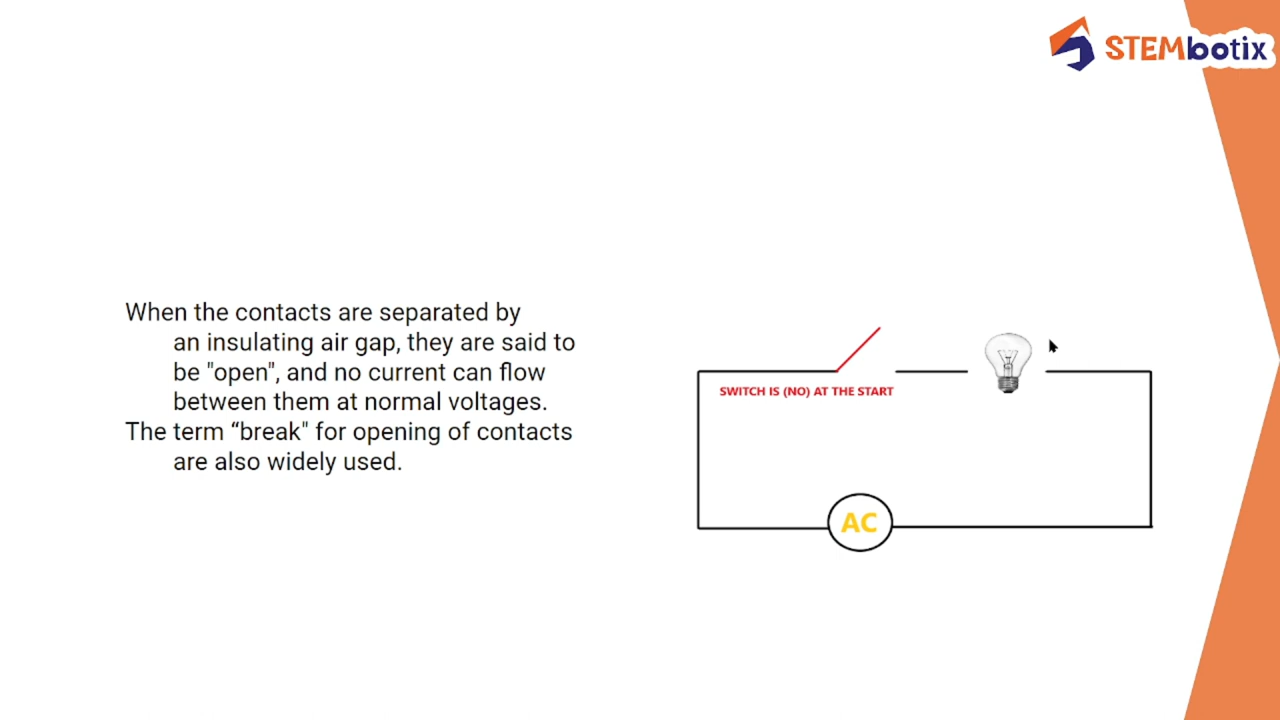 STEMbotix
When the contacts are separated by
an insulating air gap, they are said to
be "open", and no current can flow
between them at normal voltages.
The term “break" for opening of contacts
are also widely used.
SWITCH IS (NO) AT THE START
AC